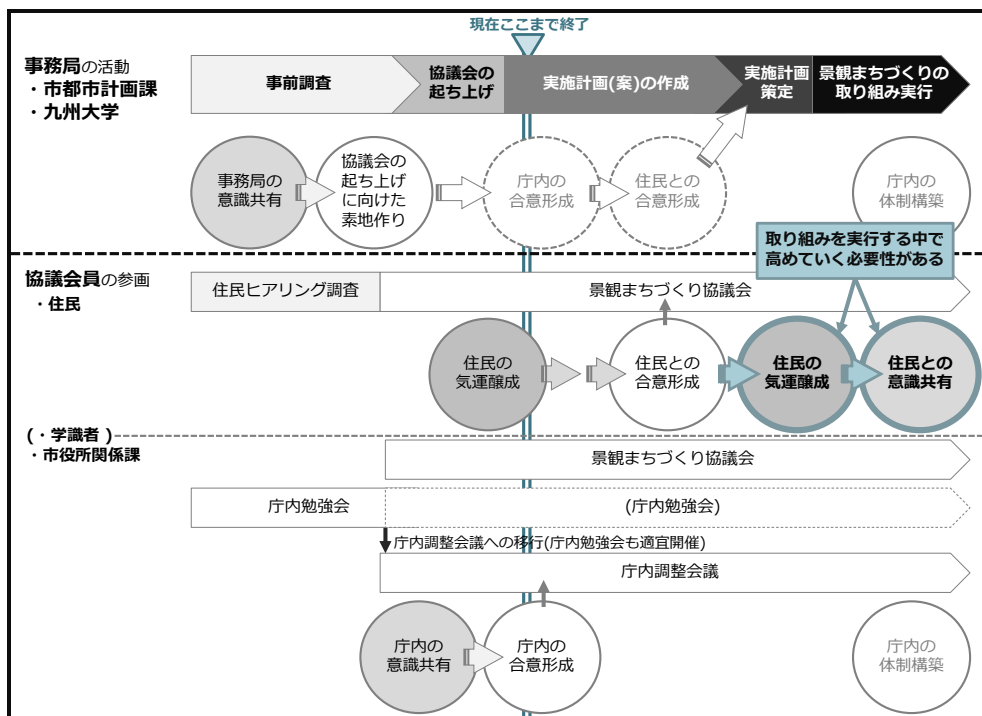 現在ここまで終了
事務局の活動
・市都市計画課
・九州大学
事前調査
協議会の
起ち上げ
実施計画(案)の作成
実施計画
策定
景観まちづくりの
取り組み実行
事務局の
意識共有
協議会の
起ち上げ
に向けた
素地作り
庁内の
合意形成
住民との
合意形成
庁内の
体制構築
取り組みを実行する中で
高めていく必要性がある
協議会員の参画
・住民
住民ヒアリング調査
景観まちづくり協議会
住民の
気運醸成
住民との
合意形成
住民の
気運醸成
住民との
意識共有
(・学識者)
・市役所関係課
景観まちづくり協議会
庁内勉強会
(庁内勉強会)
庁内調整会議への移行(庁内勉強会も適宜開催)
庁内調整会議
庁内の
意識共有
庁内の
合意形成
庁内の
体制構築